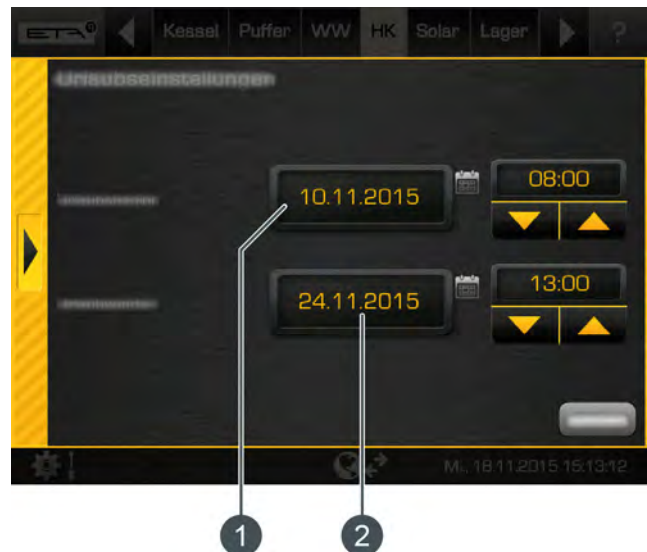 ETA
Kessel Puffer WW HK Solar Lager ?
Urlaubseinstellungen
10.11.2015 08:00
24.11.2015 13:00
Mi, 18.11.2015 15:13:12
1 2